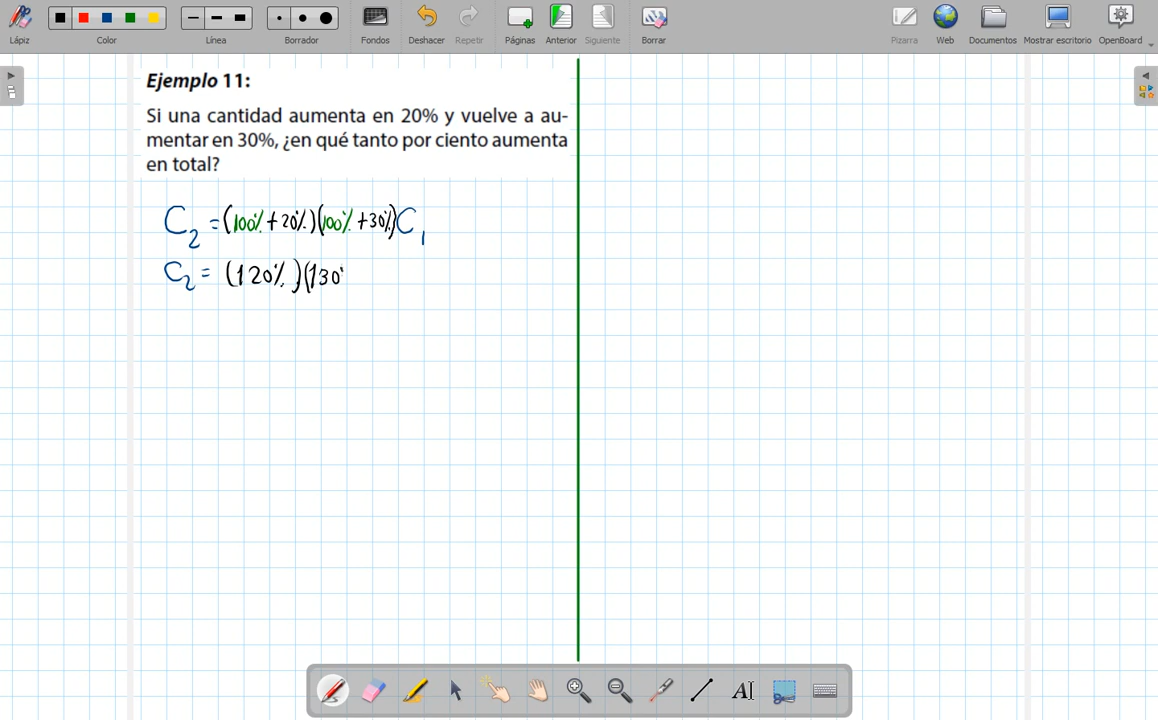 Lápiz Color Línea Borrador Fondos Deshacer Repetir Páginas Anterior Siguiente Borrar Pizarra Web Documentos Mostrar escritorio OpenBoard
Ejemplo 11:
Si una cantidad aumenta en 20% y vuelve a au-
mentar en 30%, ¿en qué tanto por ciento aumenta
en total?
C₂ = (100% + 20%)(100% + 30%)C₁
C₂ = (120%)(130